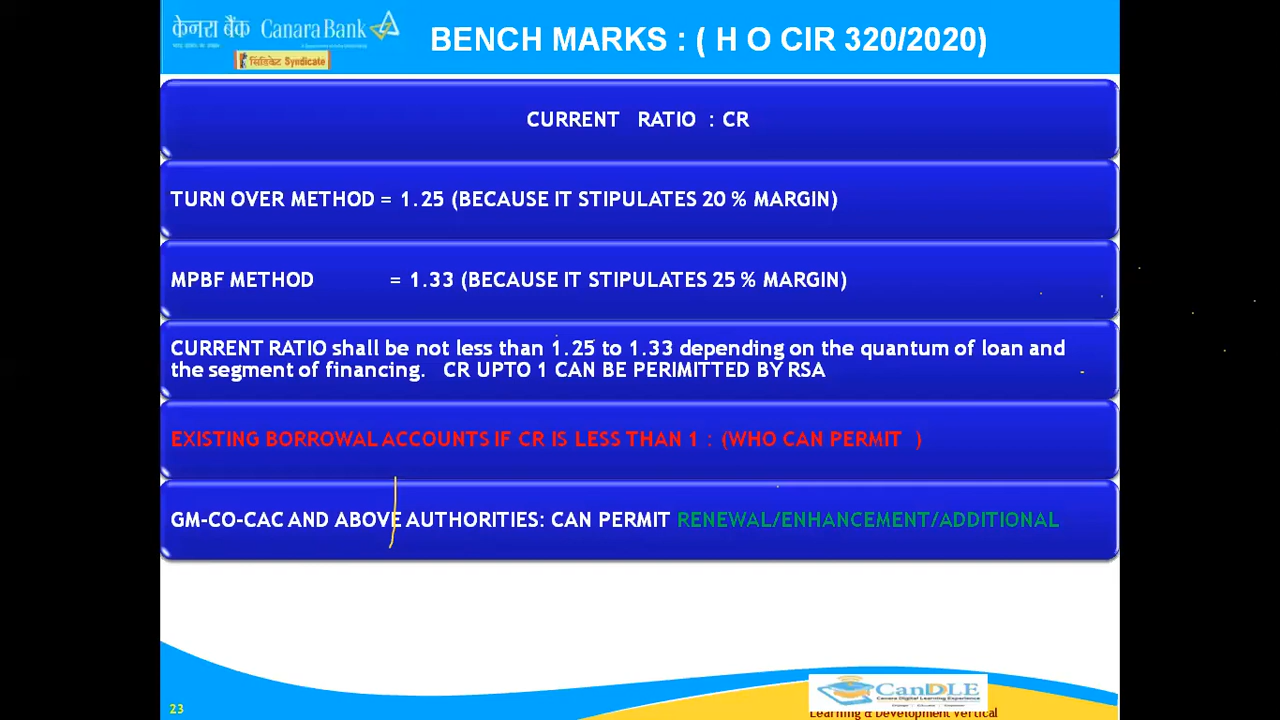 केनरा बैंक Canara Bank
सिंडिकेट Syndicate
BENCH MARKS : ( H O CIR 320/2020)
CURRENT RATIO : CR
TURN OVER METHOD = 1.25 (BECAUSE IT STIPULATES 20 % MARGIN)
MPBF METHOD = 1.33 (BECAUSE IT STIPULATES 25 % MARGIN)
CURRENT RATIO shall be not less than 1.25 to 1.33 depending on the quantum of loan and
the segment of financing. CR UPTO 1 CAN BE PERIMITTED BY RSA
EXISTING BORROWAL ACCOUNTS IF CR IS LESS THAN 1 : (WHO CAN PERMIT )
GM-CO-CAC AND ABOVE AUTHORITIES: CAN PERMIT RENEWAL/ENHANCEMENT/ADDITIONAL
CanDLE
Canara Digital Learning Experience
Learning & Development Vertical
23